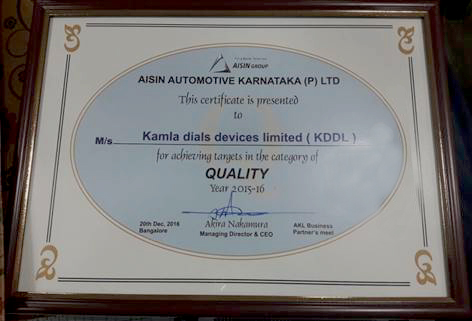 AISIN GROUP
AISIN AUTOMOTIVE KARNATAKA (P) LTD
This certificate is presented
to
M/s. Kamla dials devices limited ( KDDL )
for achieving targets in the category of
QUALITY
Year 2015-16
20th Dec, 2016
Bangalore
Akira Nakamura
Managing Director & CEO
AKL Business
Partner's meet